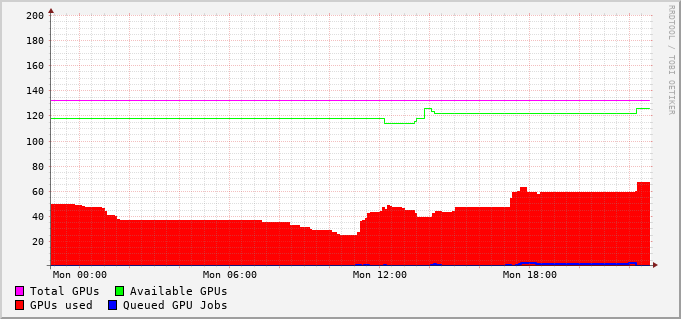 200
180
160
140
120
100
80
60
40
20
Mon 00:00 Mon 06:00 Mon 12:00 Mon 18:00
Total GPUs Available GPUs
GPUs used Queued GPU Jobs
RRDTOOL / TOBI OETIKER